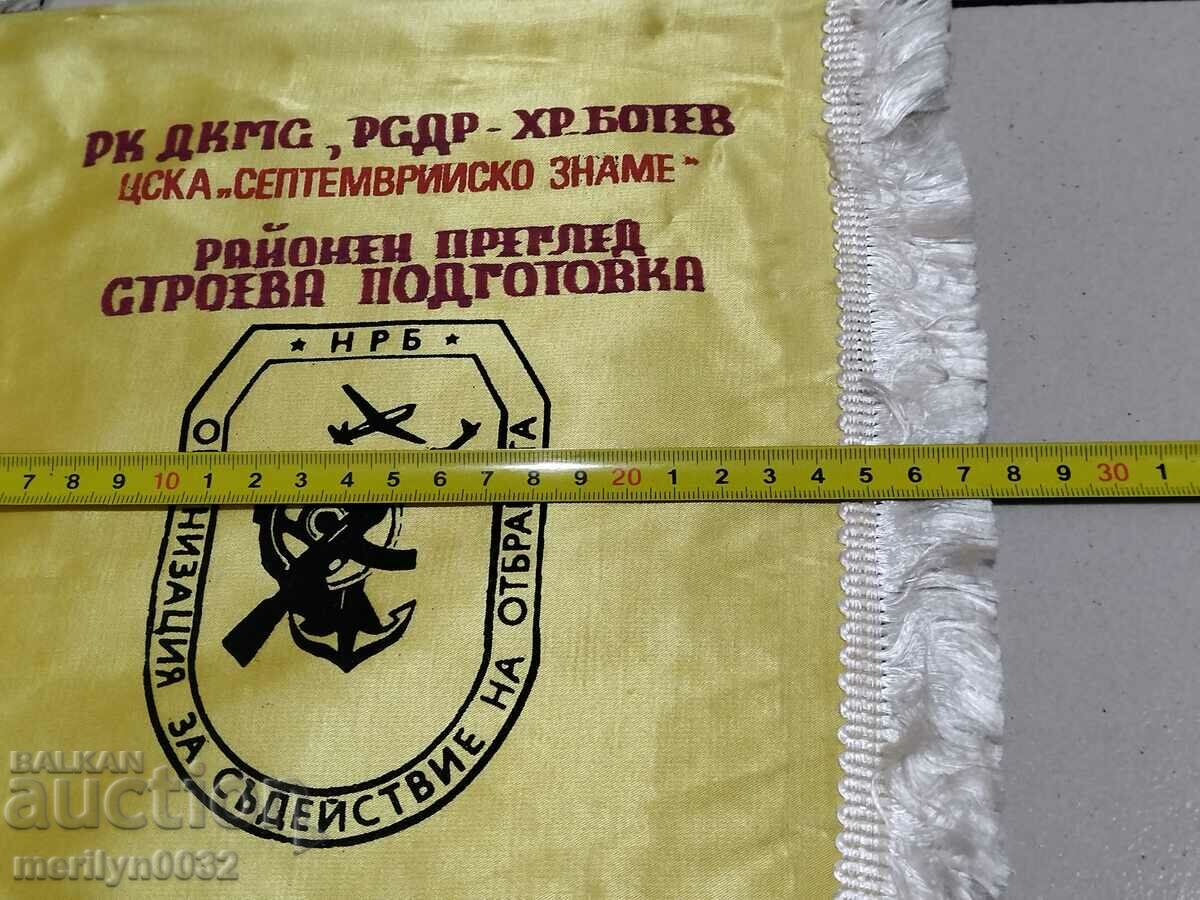 РК ДКМС, РСДР - ХР.БОТЕВ
ЦСКА „СЕПТЕМВРИИСКО ЗНАМЕ"
РАЙОНЕН ПРЕГЛЕД
СТРОЕВА ПОДГОТОВКА
* НРБ *
НИЗАЦИЯ ЗА СЪДЕЙСТВИЕ НА ОТБРА
7 8 9 10 1 2 3 4 5 6 7 8 9 20 1 2 3 4 5 6 7 8 9 30 1
BALKAN
auction
merilyn0032